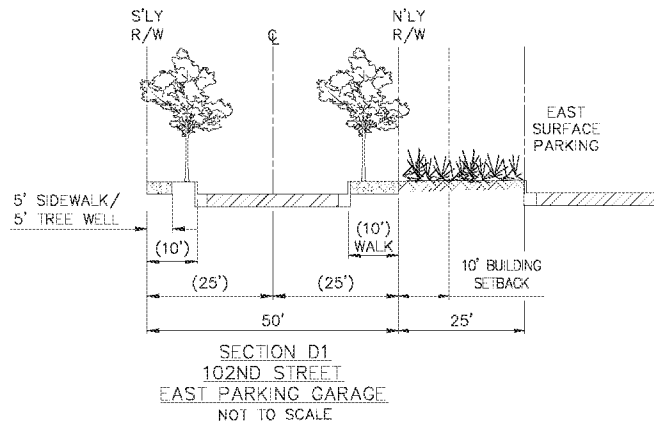 S'LY
R/W
℄
N'LY
R/W
EAST
SURFACE
PARKING
5' SIDEWALK/
5' TREE WELL
(10')
(10')
WALK
(25')
(25')
10' BUILDING
SETBACK
50'
25'
SECTION D1
102ND STREET
EAST PARKING GARAGE
NOT TO SCALE